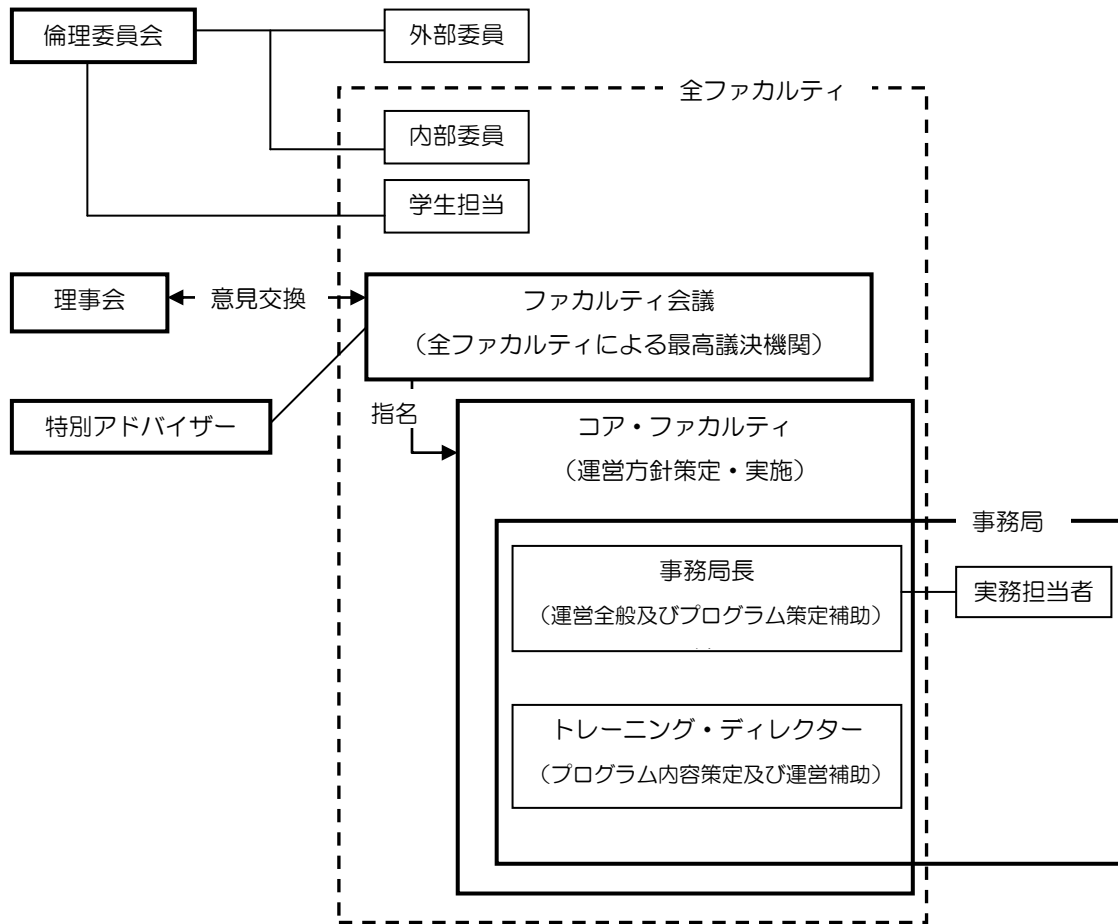 倫理委員会
外部委員
全ファカルティ
内部委員
学生担当
理事会
意見交換
ファカルティ会議
（全ファカルティによる最高議決機関）
特別アドバイザー
指名
コア・ファカルティ
（運営方針策定・実施）
事務局
事務局長
（運営全般及びプログラム策定補助）
実務担当者
トレーニング・ディレクター
（プログラム内容策定及び運営補助）